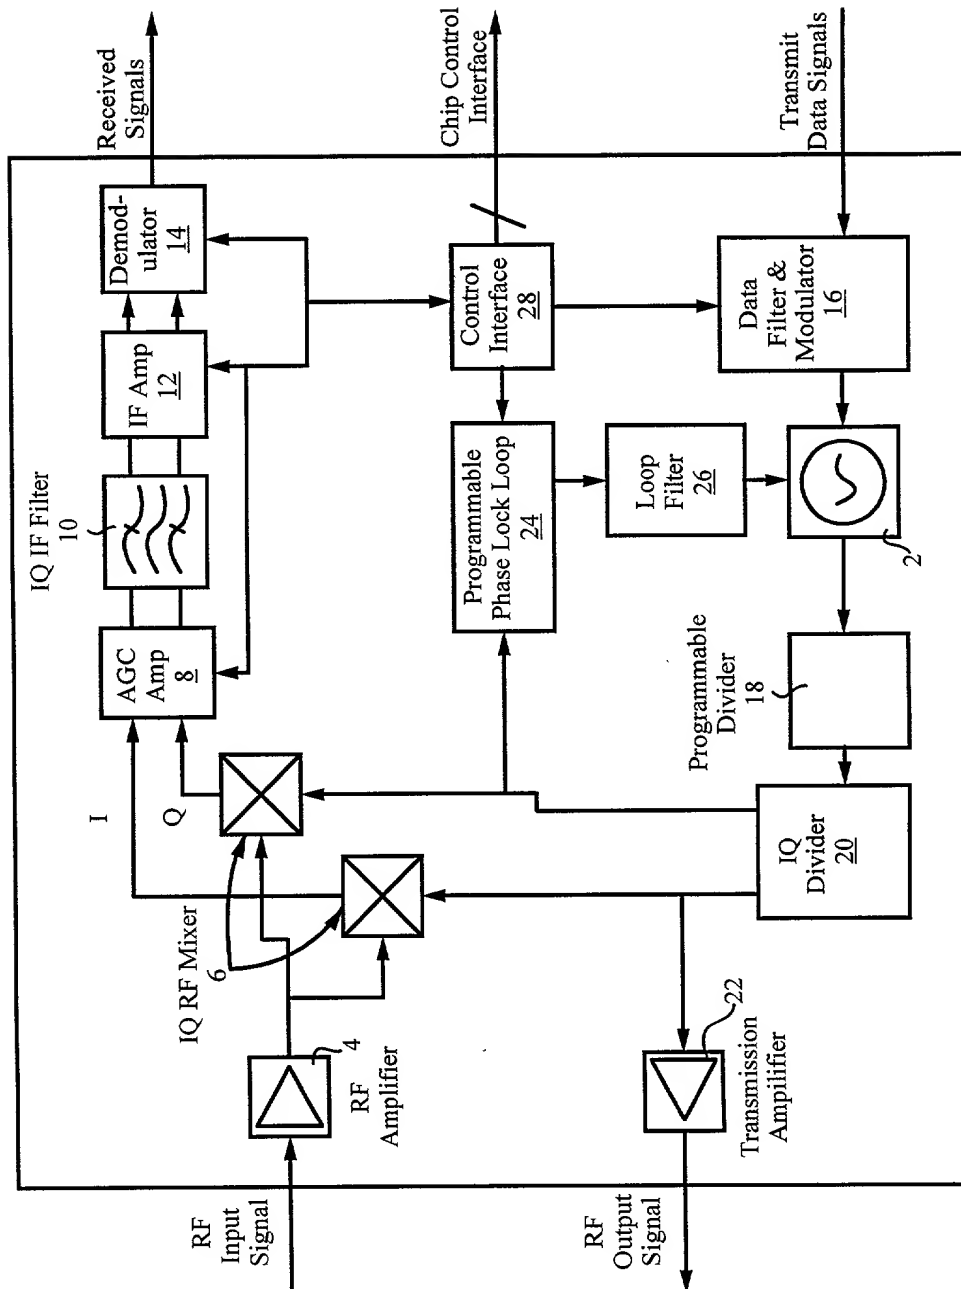 Received
Signals
Chip Control
Interface
Transmit
Data Signals
Demod-
ulator
14
IF Amp
12
IQ IF Filter
10
AGC
Amp
8
I
Q
IQ RF Mixer
6
4
RF
Amplifier
RF
Input
Signal
Control
Interface
28
Programmable
Phase Lock Loop
24
Loop
Filter
26
Data
Filter &
Modulator
16
2
Programmable
Divider
18
IQ
Divider
20
22
Transmission
Ampilifier
RF
Output
Signal